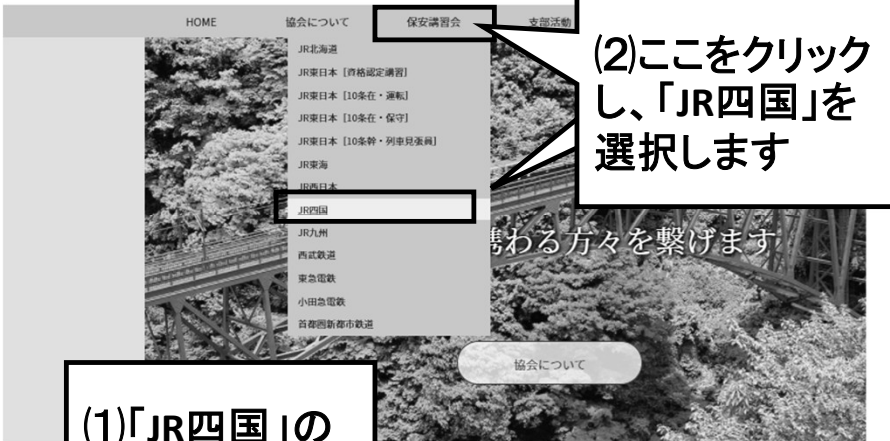 HOME 協会について 保安講習会 支部活動
JR北海道
JR東日本［資格認定講習］
JR東日本［10条在・運転］
JR東日本［10条在・保守］
JR東日本［10条幹・列車見張員］
JR東海
JR西日本
JR四国
JR九州
西武鉄道
東急電鉄
小田急電鉄
首都圏新都市鉄道
⑵ここをクリック
し、「JR四国」を
選択します
携わる方々を繋げます
協会について
⑴「JR四国」の